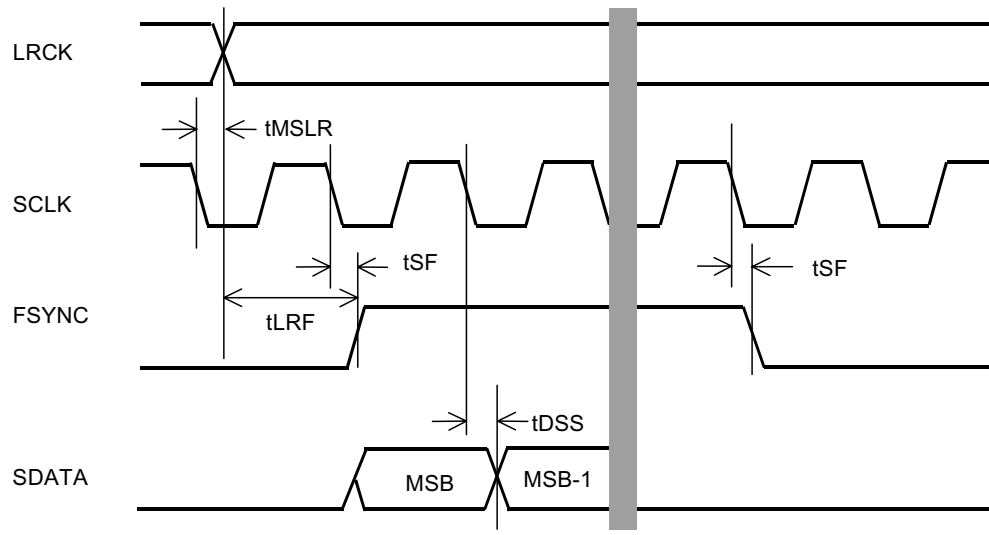 LRCK
tMSLR
SCLK
tSF
tSF
FSYNC
tLRF
tDSS
SDATA
MSB
MSB-1